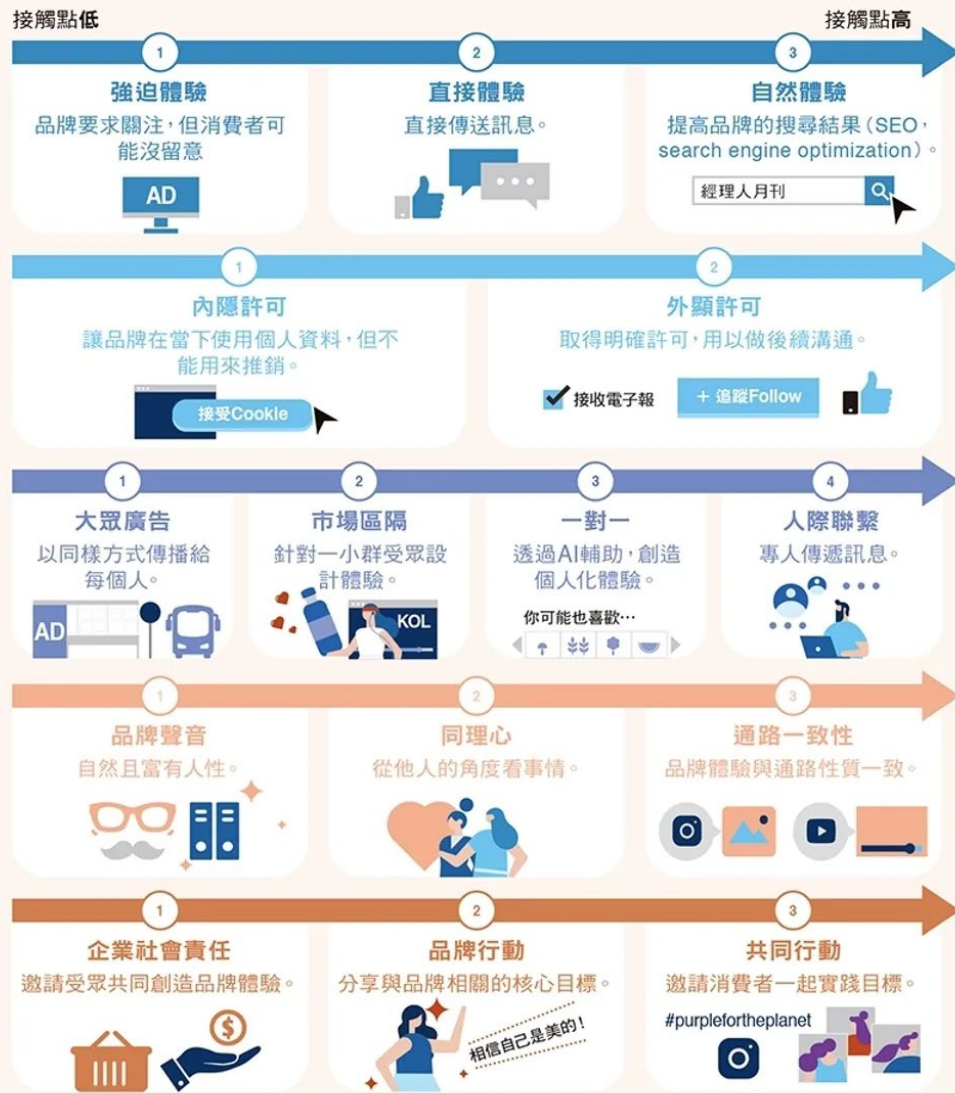 接觸點低
接觸點高
1
強迫體驗
品牌要求關注，但消費者可
能沒留意
AD
2
直接體驗
直接傳送訊息。
3
自然體驗
提高品牌的搜尋結果（SEO，
search engine optimization）。
經理人月刊
1
內隱許可
讓品牌在當下使用個人資料，但不
能用來推銷。
接受Cookie
2
外顯許可
取得明確許可，用以做後續溝通。
接收電子報
+ 追蹤Follow
1
大眾廣告
以同樣方式傳播給
每個人。
AD
2
市場區隔
針對一小群受眾設
計體驗。
KOL
3
一對一
透過AI輔助，創造
個人化體驗。
你可能也喜歡…
4
人際聯繫
專人傳遞訊息。
1
品牌聲音
自然且富有人性。
2
同理心
從他人的角度看事情。
3
通路一致性
品牌體驗與通路性質一致。
1
企業社會責任
邀請受眾共同創造品牌體驗。
$
2
品牌行動
分享與品牌相關的核心目標。
相信自己是美的！
3
共同行動
邀請消費者一起實踐目標。
#purplefortheplanet